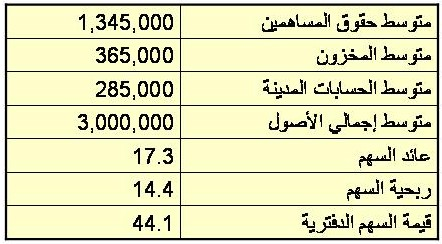 متوسط حقوق المساهمين 1,345,000
متوسط المخزون 365,000
متوسط الحسابات المدينة 285,000
متوسط إجمالي الأصول 3,000,000
عائد السهم 17.3
ربحية السهم 14.4
قيمة السهم الدفترية 44.1